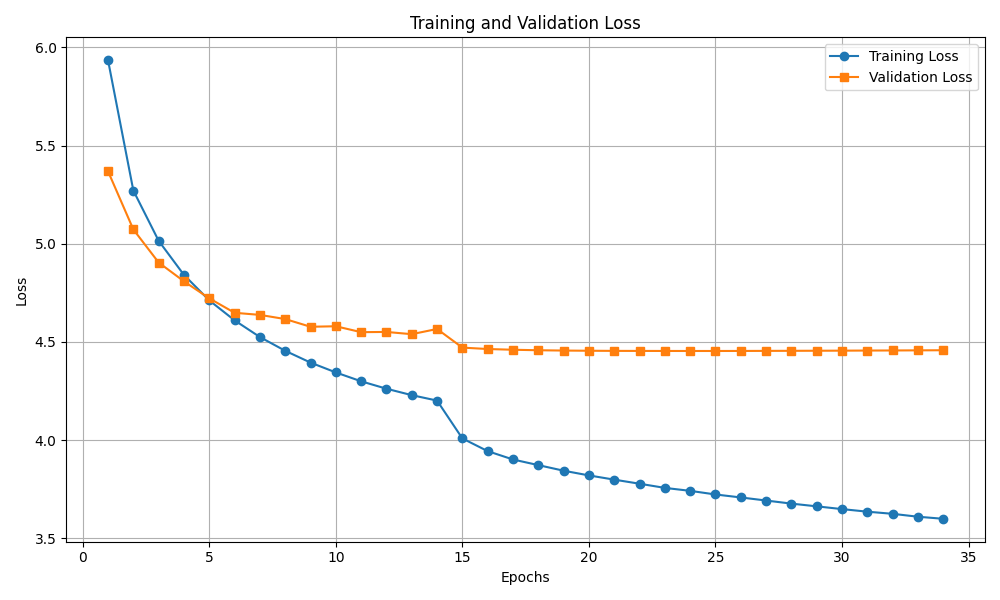 Training and Validation Loss
6.0
5.5
5.0
4.5
4.0
3.5
Loss
Training Loss
Validation Loss
0 5 10 15 20 25 30 35
Epochs